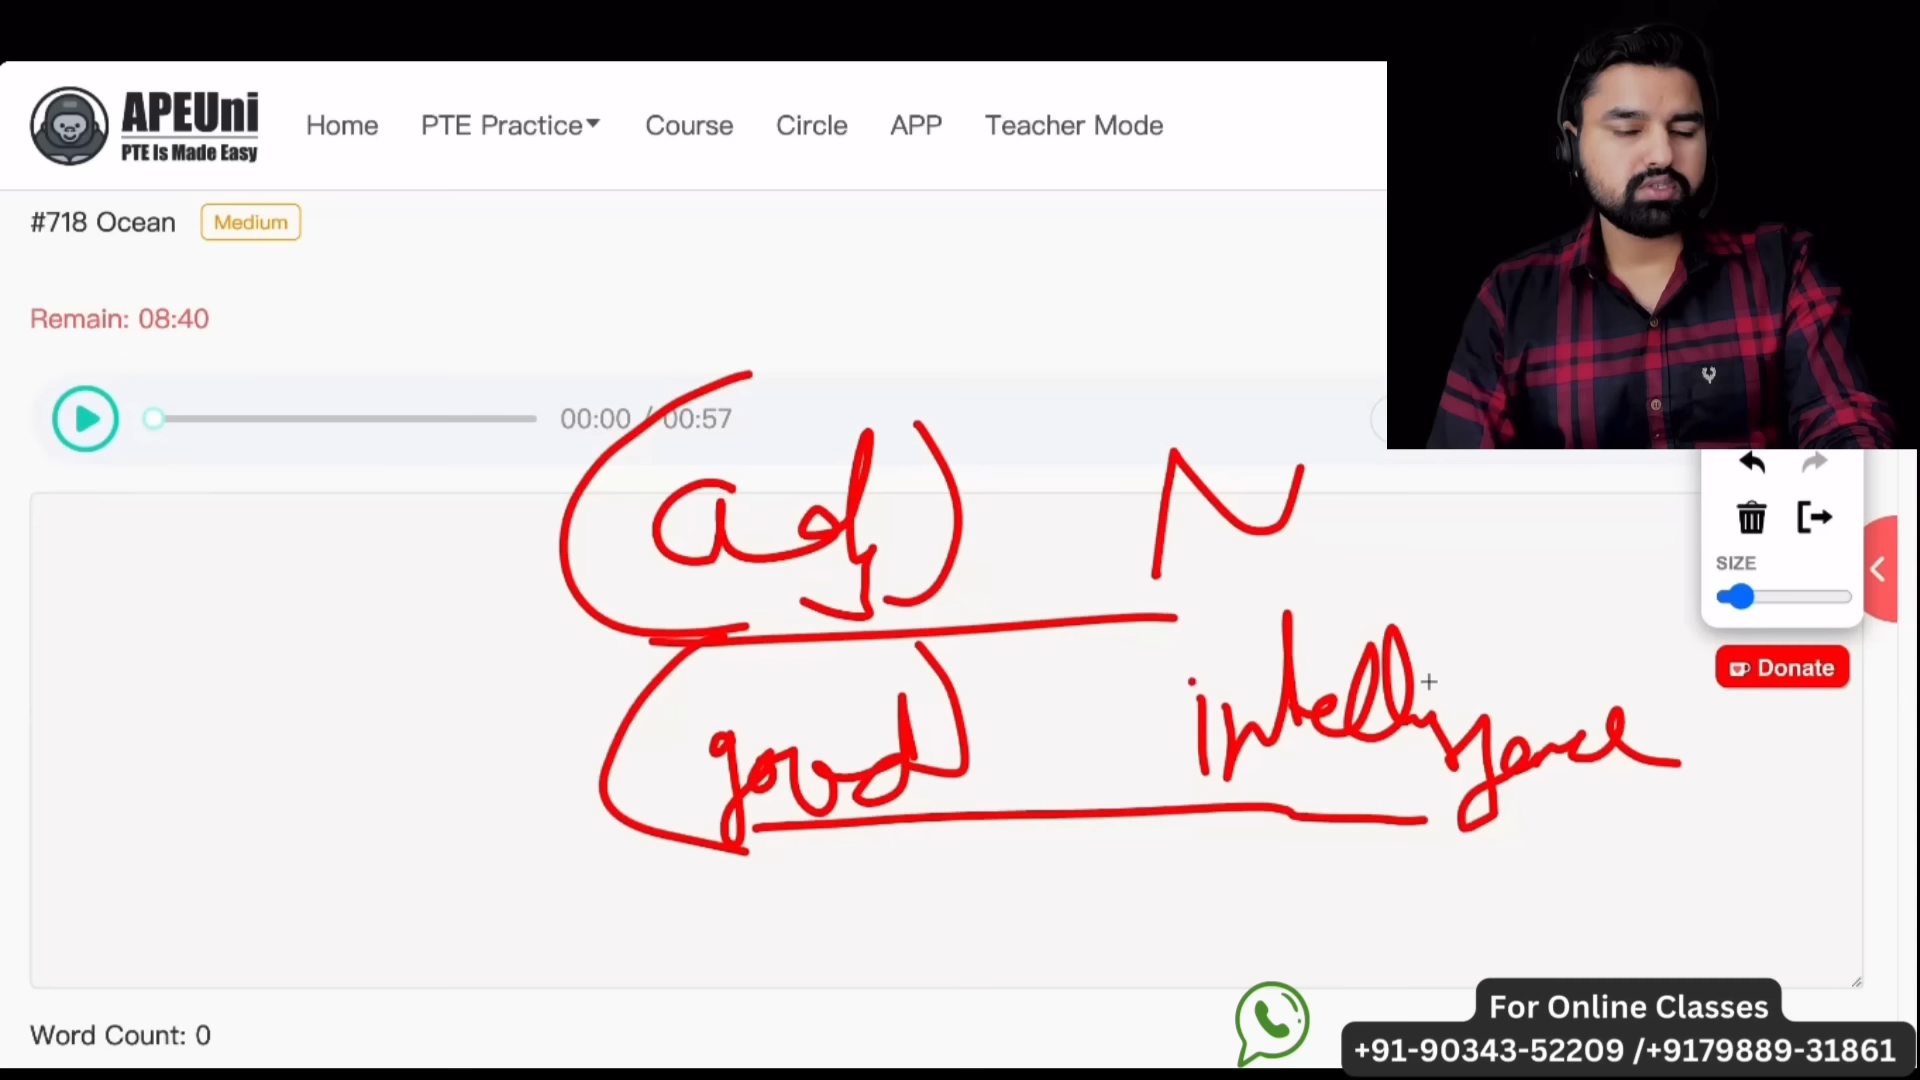 APEUni
PTE Is Made Easy
Home PTE Practice Course Circle APP Teacher Mode
#718 Ocean Medium
Remain: 08:40
00:00 / 00:57
(adj) N
SIZE
(good) intelligence
Donate
Word Count: 0
For Online Classes
+91-90343-52209 /+9179889-31861